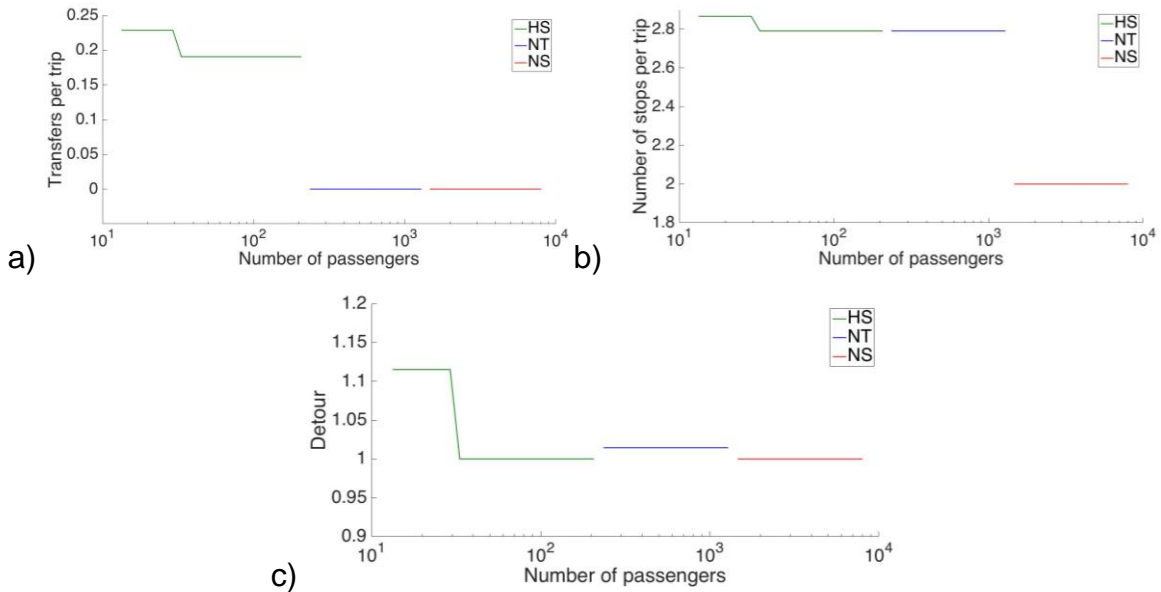 Transfers per trip
0.25
0.2
0.15
0.1
0.05
0
10^1
10^2
10^3
10^4
Number of passengers
HS
NT
NS
a)
Number of stops per trip
2.8
2.6
2.4
2.2
2
1.8
10^1
10^2
10^3
10^4
Number of passengers
HS
NT
NS
b)
Detour
1.2
1.15
1.1
1.05
1
0.95
0.9
10^1
10^2
10^3
10^4
Number of passengers
HS
NT
NS
c)